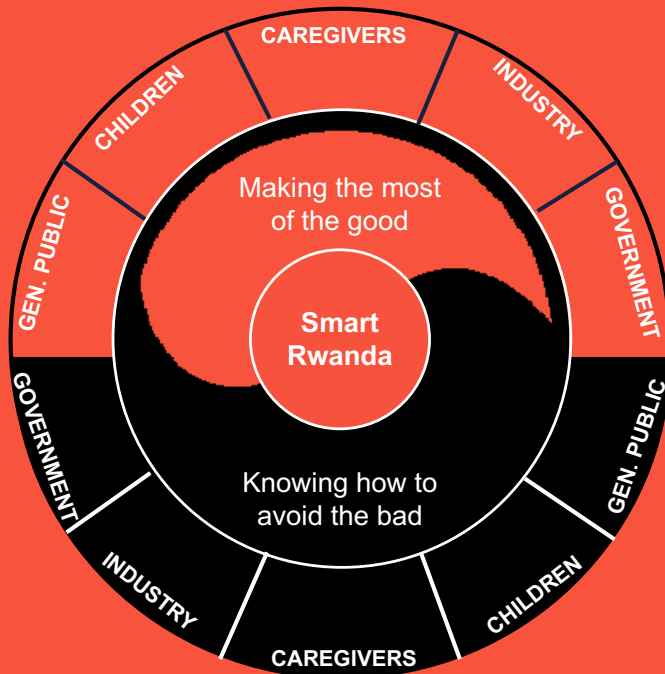 CAREGIVERS
CHILDREN
INDUSTRY
GEN. PUBLIC
GOVERNMENT
Making the most
of the good
Smart
Rwanda
Knowing how to
avoid the bad
GOVERNMENT
GEN. PUBLIC
INDUSTRY
CHILDREN
CAREGIVERS